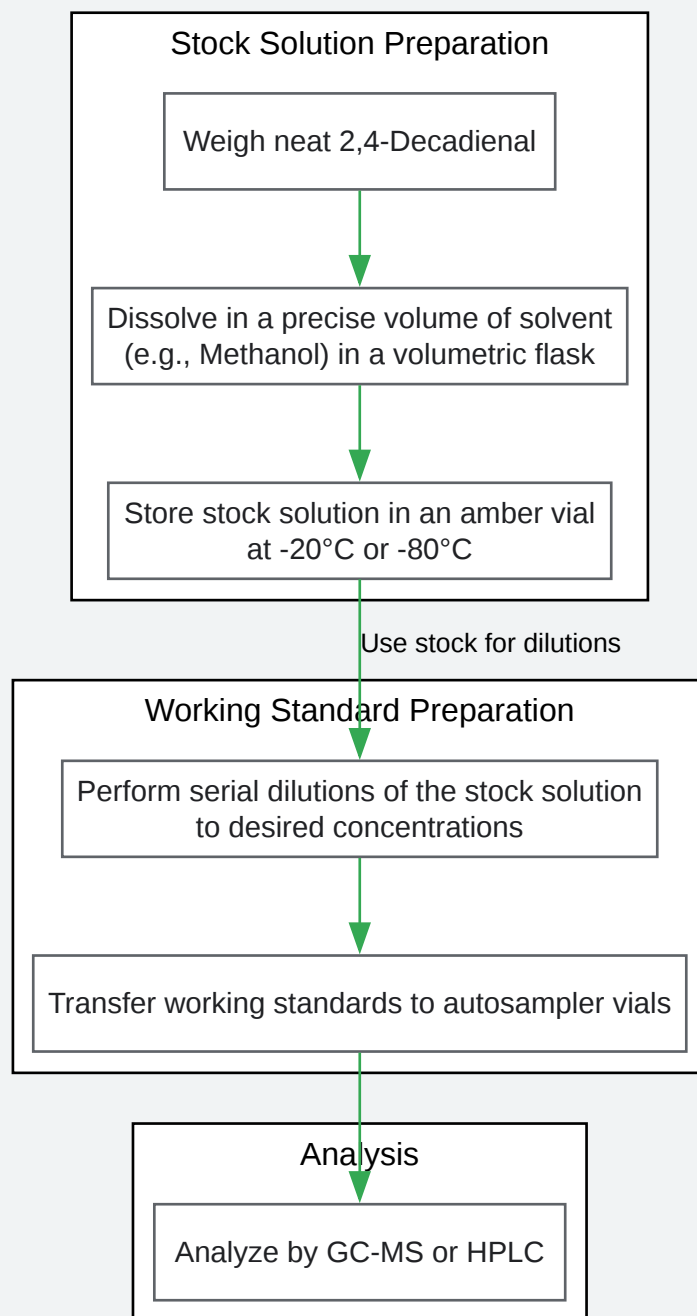 Stock Solution Preparation
Weigh neat 2,4-Decadienal
Dissolve in a precise volume of solvent
(e.g., Methanol) in a volumetric flask
Store stock solution in an amber vial
at -20°C or -80°C
Use stock for dilutions
Working Standard Preparation
Perform serial dilutions of the stock solution
to desired concentrations
Transfer working standards to autosampler vials
Analysis
Analyze by GC-MS or HPLC